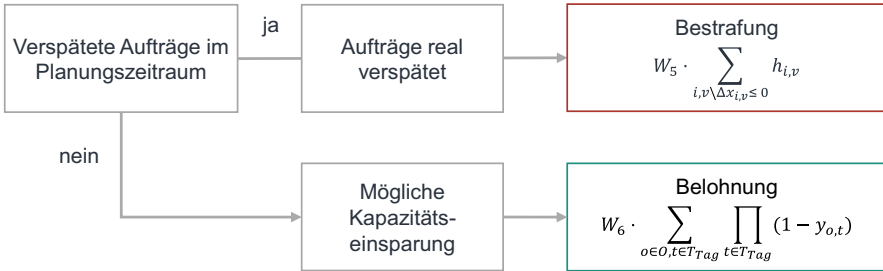 Verspätete Aufträge im
Planungszeitraum
ja
Aufträge real
verspätet
Bestrafung
W₅ · ∑ h_{i,v}
i,v\Δx_{i,v} ≤ 0
nein
Mögliche
Kapazitäts-
einsparung
Belohnung
W₆ · ∑ ∏ (1 − y_{o,t})
o∈O,t∈T_{Tag} t∈T_{Tag}